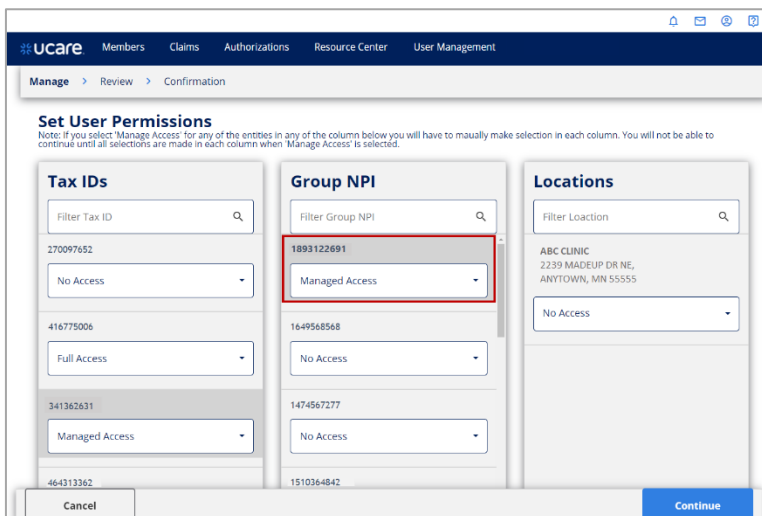 ucare
Members
Claims
Authorizations
Resource Center
User Management
Manage > Review > Confirmation
Set User Permissions
Note: If you select 'Manage Access' for any of the entities in any of the column below you will have to maually make selection in each column. You will not be able to
continue until all selections are made in each column when 'Manage Access' is selected.
Tax IDs
Filter Tax ID
270097652
No Access
416775006
Full Access
341362631
Managed Access
464313362
Group NPI
Filter Group NPI
1893122691
Managed Access
1649568568
No Access
1474567277
No Access
1510364842
Locations
Filter Loaction
ABC CLINIC
2239 MADEUP DR NE,
ANYTOWN, MN 55555
No Access
Cancel
Continue